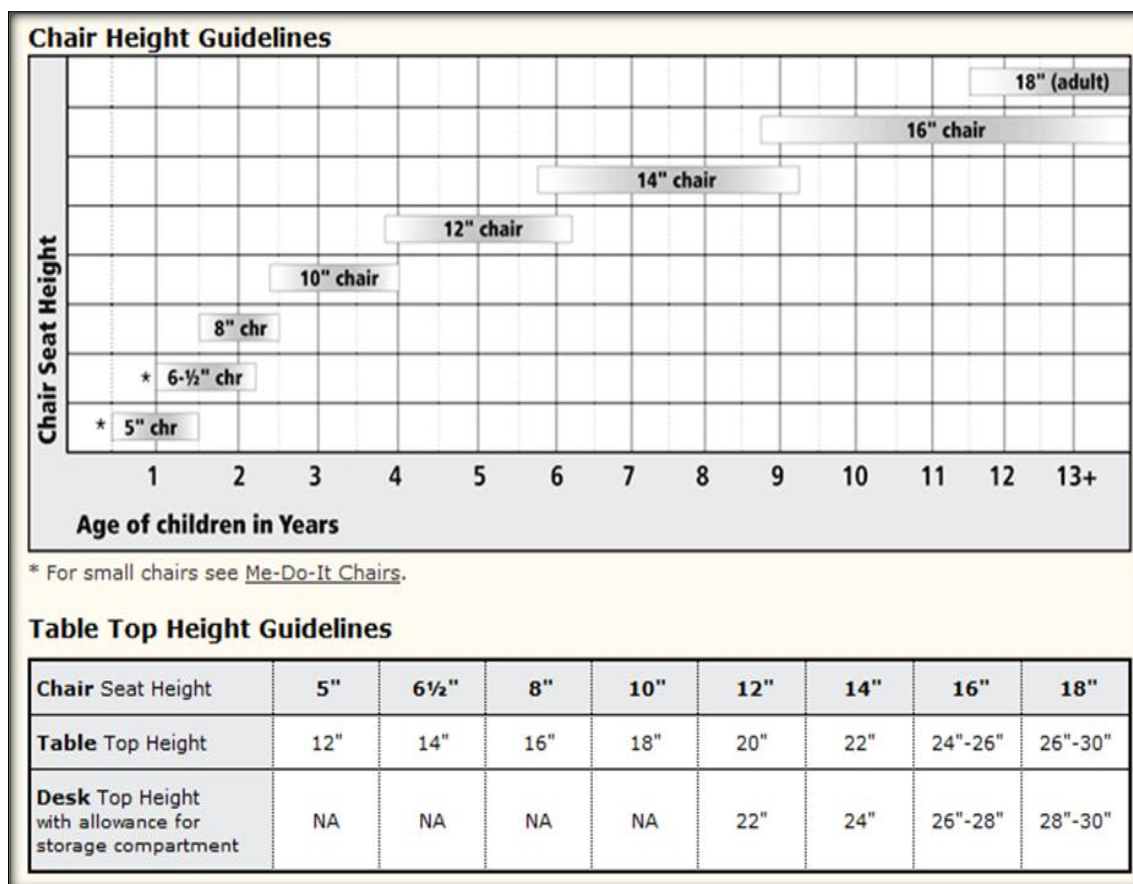 Chair Height Guidelines
Chair Seat Height
18" (adult)
16" chair
14" chair
12" chair
10" chair
8" chr
* 6-½" chr
* 5" chr
1 2 3 4 5 6 7 8 9 10 11 12 13+
Age of children in Years
* For small chairs see Me-Do-It Chairs.
Table Top Height Guidelines
Chair Seat Height 5" 6½" 8" 10" 12" 14" 16" 18"
Table Top Height 12" 14" 16" 18" 20" 22" 24"-26" 26"-30"
Desk Top Height
with allowance for
storage compartment
NA NA NA NA 22" 24" 26"-28" 28"-30"